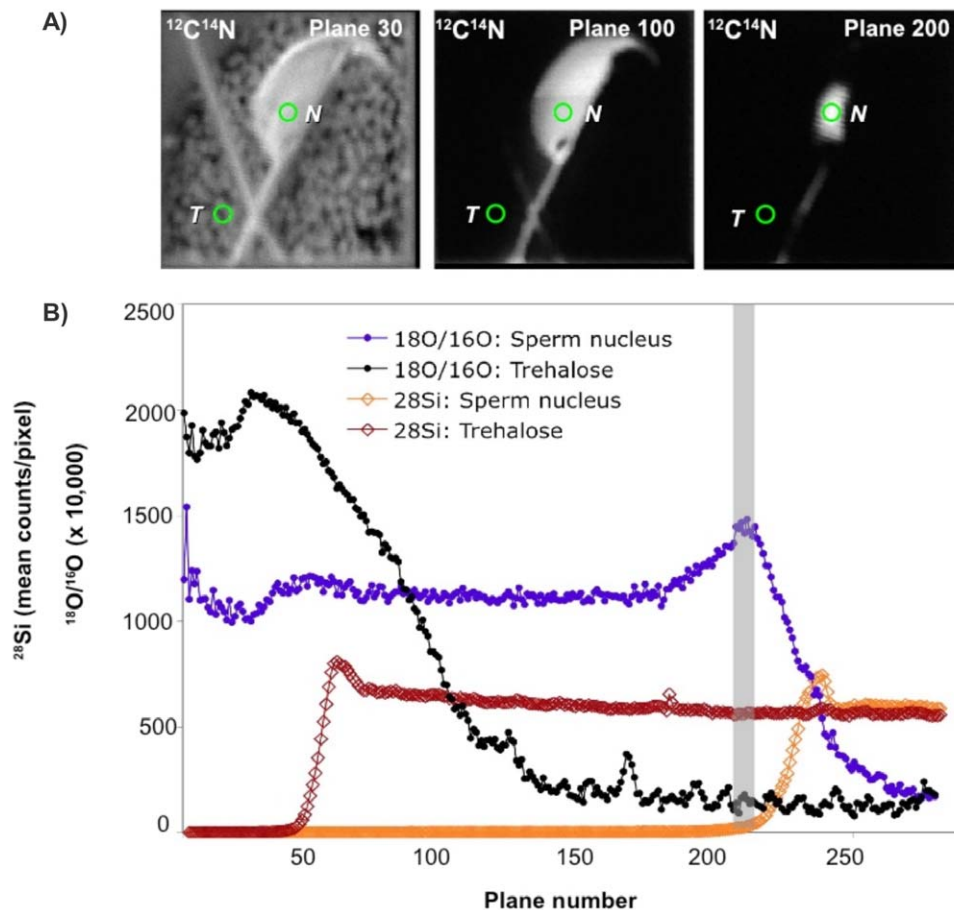 A)
¹²C¹⁴N Plane 30
N
T
¹²C¹⁴N Plane 100
N
T
¹²C¹⁴N Plane 200
N
T
B)
²⁸Si (mean counts/pixel)
¹⁸O/¹⁶O (x 10,000)
2500
2000
1500
1000
500
0
18O/16O: Sperm nucleus
18O/16O: Trehalose
28Si: Sperm nucleus
28Si: Trehalose
50 100 150 200 250
Plane number